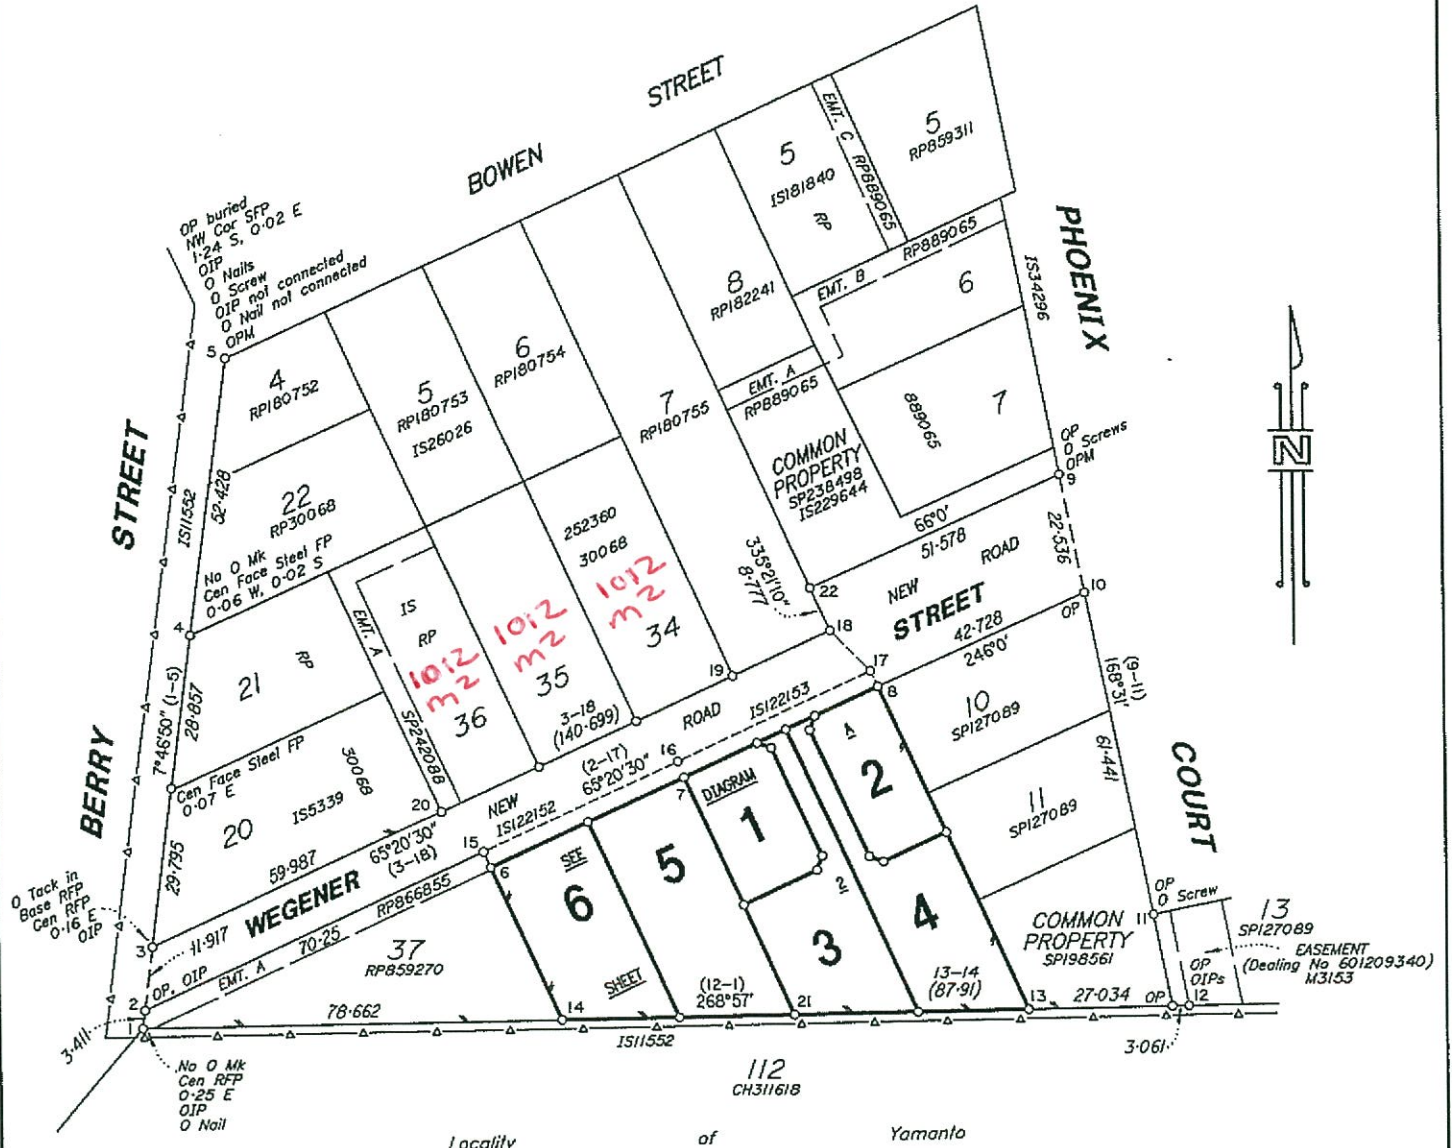 BOWEN STREET
5
RP859311
EMT. C RP889065
5
IS181840
RP
OP buried
NW Cor SFP
1·24 S, 0·02 E
OIP
O Nails
O Screw
OIP not connected
O Nail not connected
OPM
5
PHOENIX
IS34296
RP889065
EMT. B
6
8
RP182241
6
RP180754
4
RP180752
5
RP180753
IS26026
7
RP180755
EMT. A
RP889065
7
889065
OP
O Screws
OPM
9
N
COMMON
PROPERTY
SP238498
IS229644
STREET
IS11552
52·428
22
RP30068
252360
30068
1012
m2
34
66°0'
51·578
22·536
335°21'10"
8·777
22
NEW ROAD
STREET
10
OP
No O Mk
Cen Face Steel FP
0·06 W, 0·02 S
4
EMT. A
IS
RP
1012
m2
36
1012
m2
35
18
42·728
246°0'
17
21
RP
7°46'50" (1-5)
28·857
19
3-18
(140·699)
ROAD
IS122153
8
10
SP127089
(9-11)
168°31'
SP242088
(2-17)
65°20'30"
16
A
2
61·441
COURT
BERRY
Cen Face Steel FP
0·07 E
IS5339
30068
20
20
NEW
IS122152
7
DIAGRAM
1
11
SP127089
59·987
65°20'30"
(3-18)
15
6
SEE
5
2
29·795
O Tack in
Base RFP
Cen RFP
0·16 E
OIP
WEGENER
RP866855
6
4
OP
O Screw
11
13
SP127089
3
11·917
70·25
37
RP859270
3
COMMON
PROPERTY
SP198561
EASEMENT
(Dealing No 601209340)
M3153
OP, OIP
EMT. A
SHEET
(12-1)
268°57'
13-14
(87·91)
OP
OIPs
2
78·662
14
21
13
27·034
OP
12
1
3·411
IS11552
3·061
No O Mk
Cen RFP
0·25 E
OIP
O Nail
112
CH311618
Locality of Yamanto